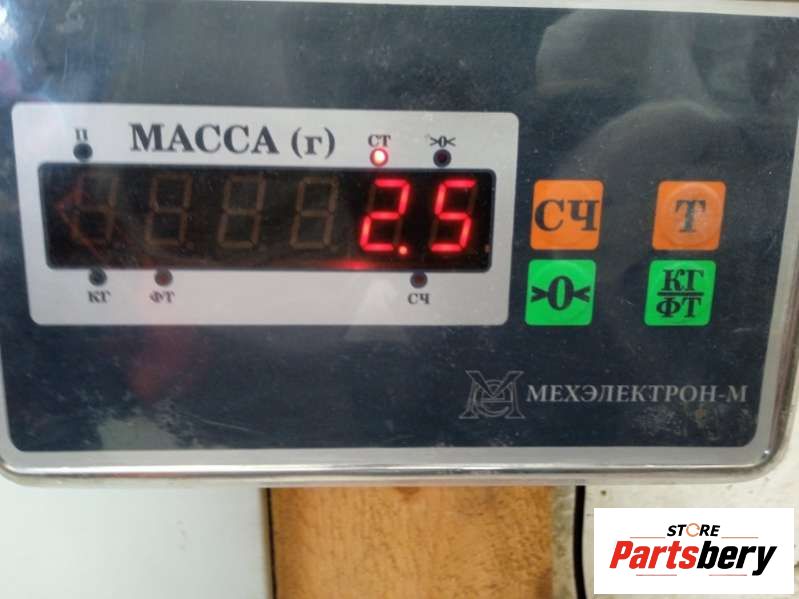 П МАССА (г) СТ >0<
2.5
КГ ФТ СЧ
СЧ Т
>0< КГ
ФТ
МЕХЭЛЕКТРОН-М
STORE
Partsbery